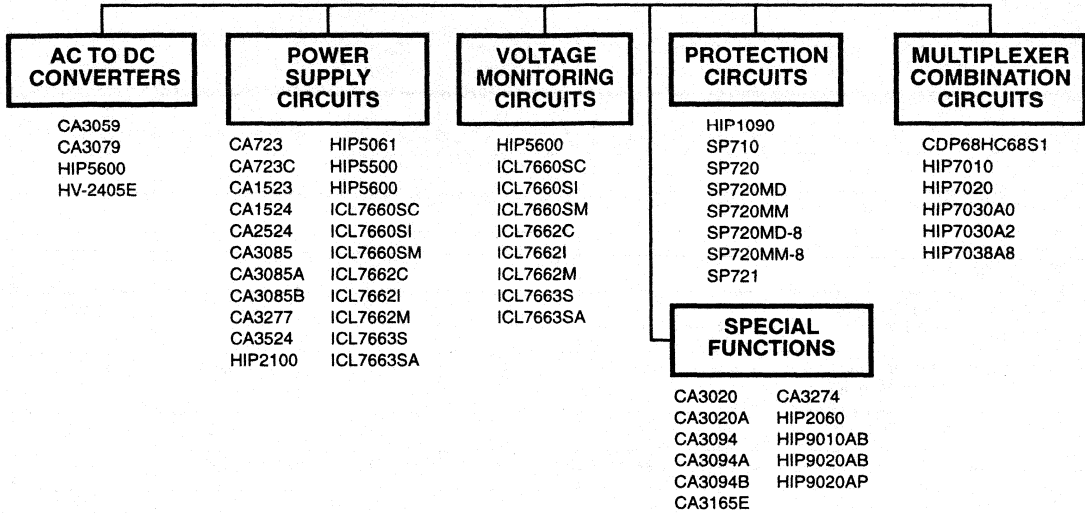 AC TO DC
CONVERTERS
CA3059
CA3079
HIP5600
HV-2405E
POWER
SUPPLY
CIRCUITS
CA723 HIP5061
CA723C HIP5500
CA1523 HIP5600
CA1524 ICL7660SC
CA2524 ICL7660SI
CA3085 ICL7660SM
CA3085A ICL7662C
CA3085B ICL7662I
CA3277 ICL7662M
CA3524 ICL7663S
HIP2100 ICL7663SA
VOLTAGE
MONITORING
CIRCUITS
HIP5600
ICL7660SC
ICL7660SI
ICL7660SM
ICL7662C
ICL7662I
ICL7662M
ICL7663S
ICL7663SA
PROTECTION
CIRCUITS
HIP1090
SP710
SP720
SP720MD
SP720MM
SP720MD-8
SP720MM-8
SP721
SPECIAL
FUNCTIONS
CA3020 CA3274
CA3020A HIP2060
CA3094 HIP9010AB
CA3094A HIP9020AB
CA3094B HIP9020AP
CA3165E
MULTIPLEXER
COMBINATION
CIRCUITS
CDP68HC68S1
HIP7010
HIP7020
HIP7030A0
HIP7030A2
HIP7038A8